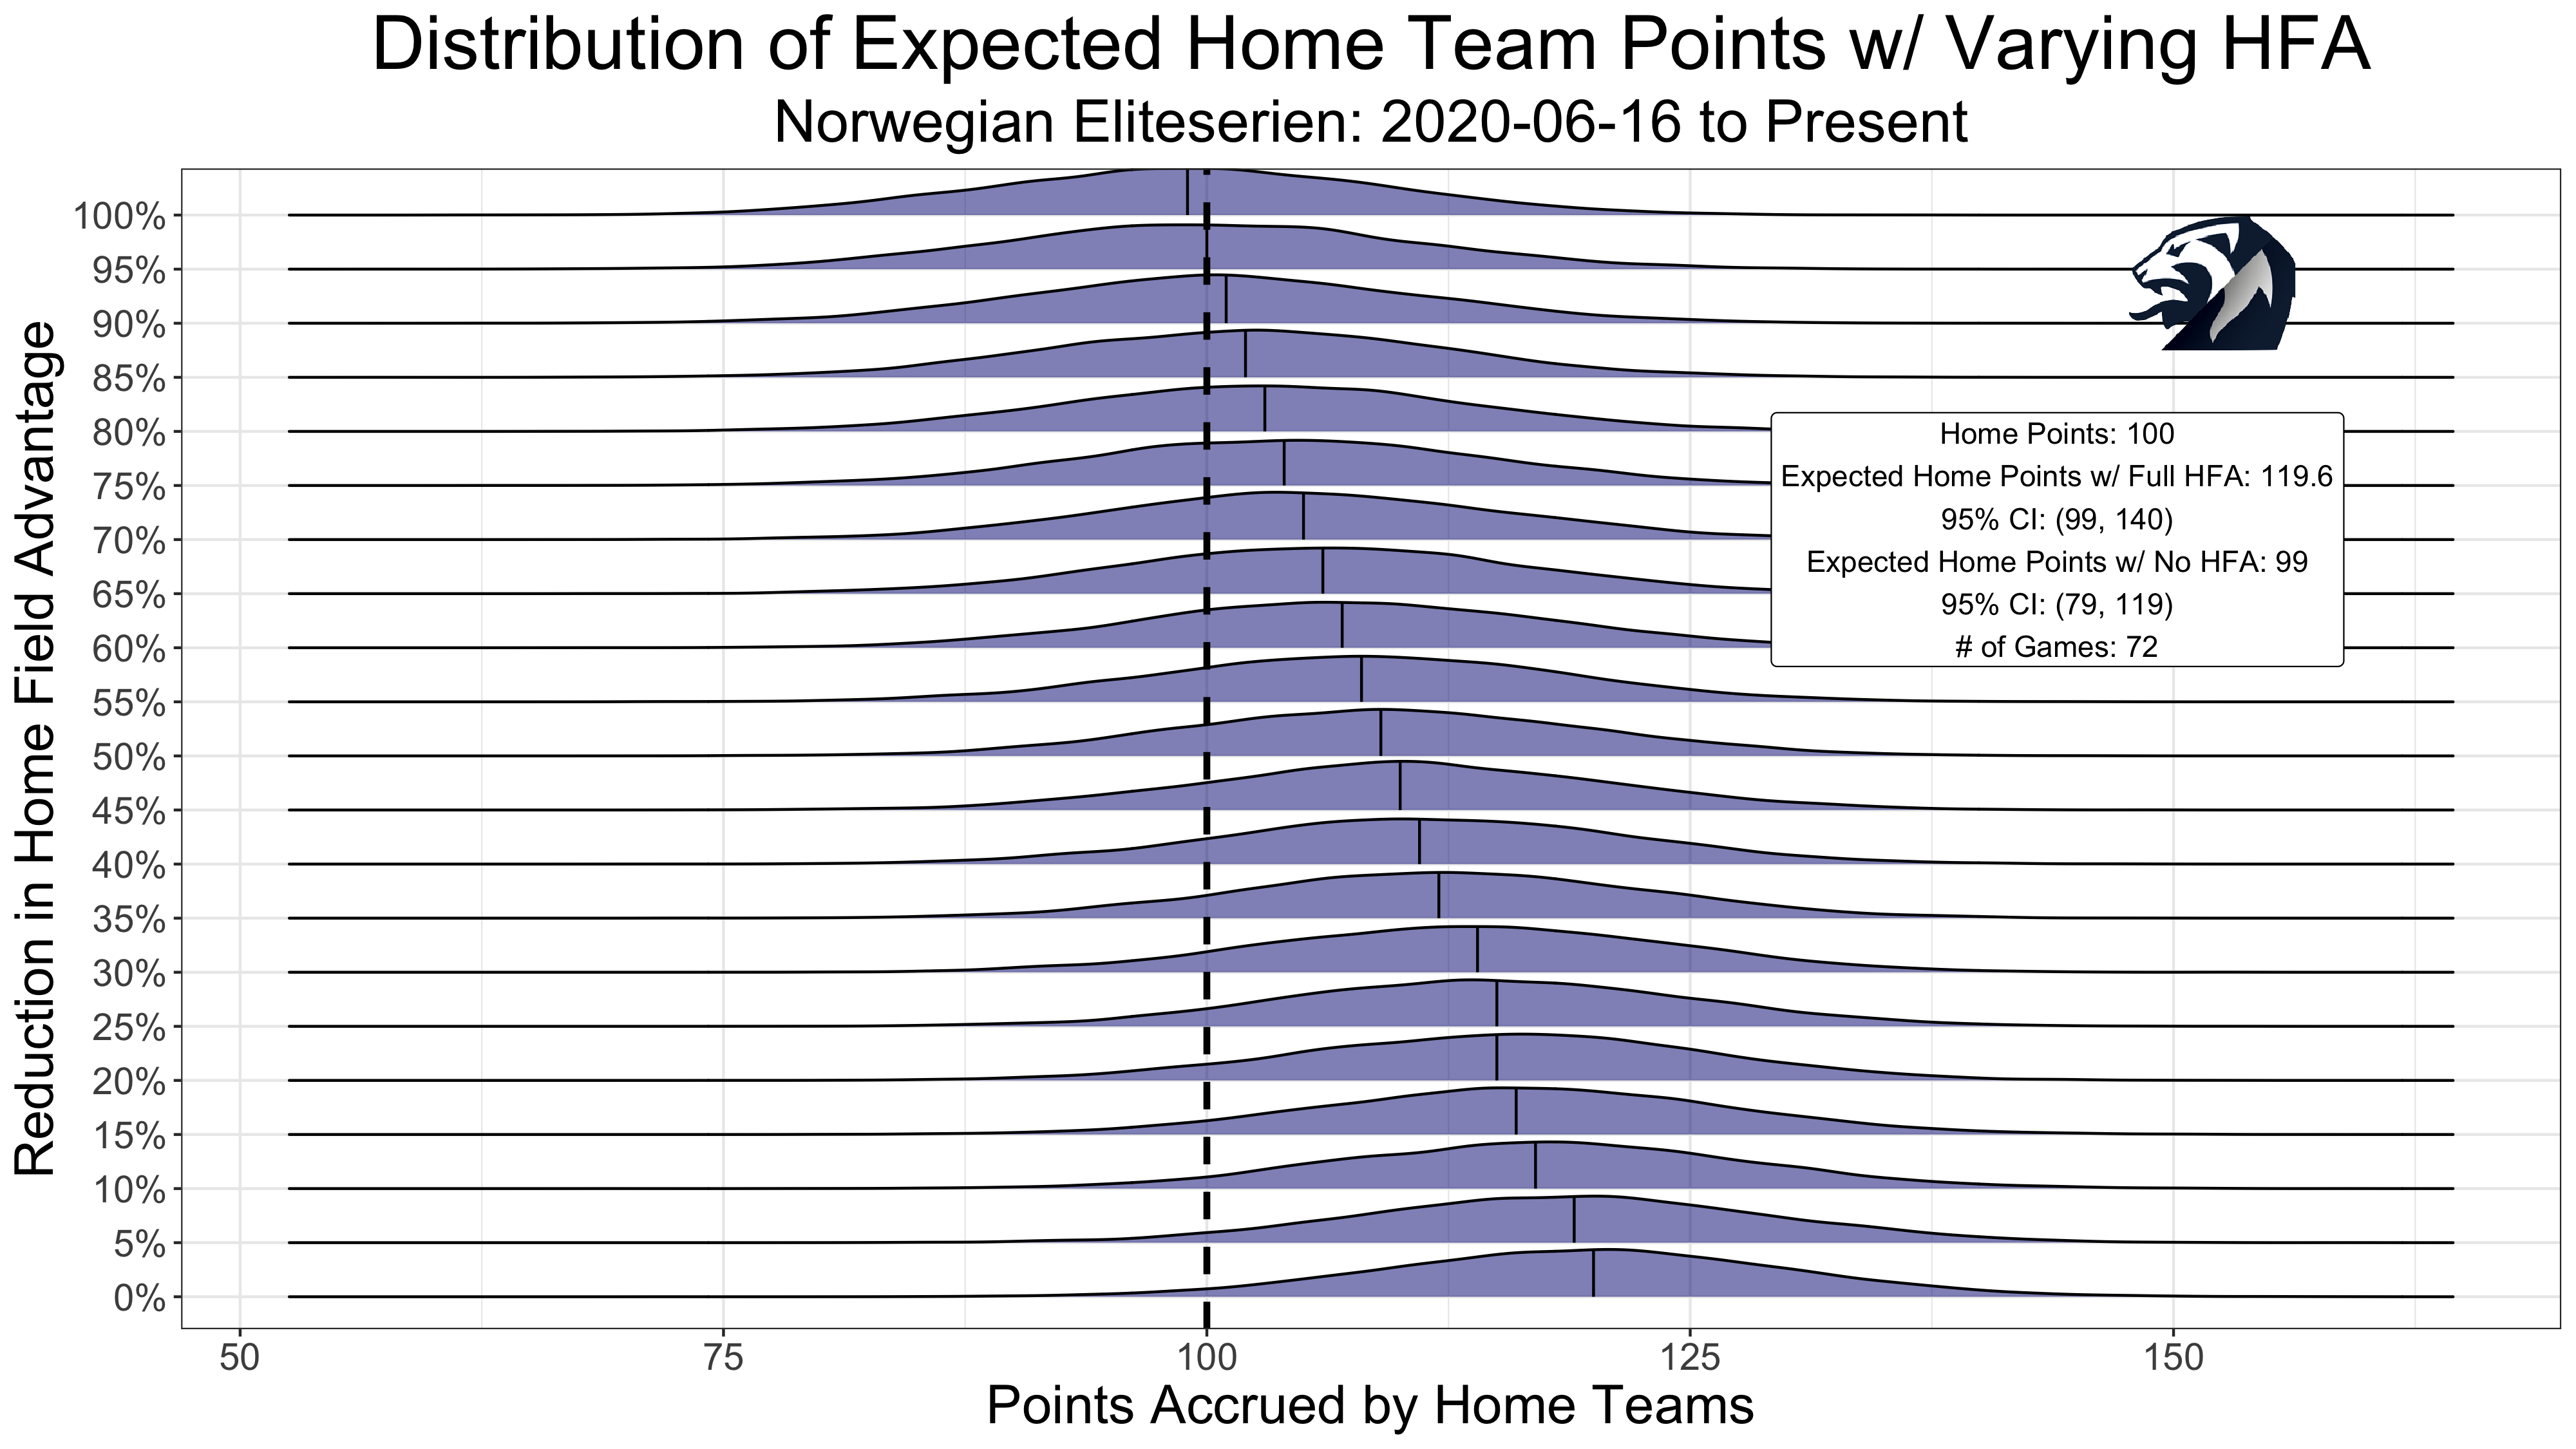 Distribution of Expected Home Team Points w/ Varying HFA
Norwegian Eliteserien: 2020-06-16 to Present
Reduction in Home Field Advantage
100%
95%
90%
85%
80%
75%
70%
65%
60%
55%
50%
45%
40%
35%
30%
25%
20%
15%
10%
5%
0%
Home Points: 100
Expected Home Points w/ Full HFA: 119.6
95% CI: (99, 140)
Expected Home Points w/ No HFA: 99
95% CI: (79, 119)
# of Games: 72
50 75 100 125 150
Points Accrued by Home Teams